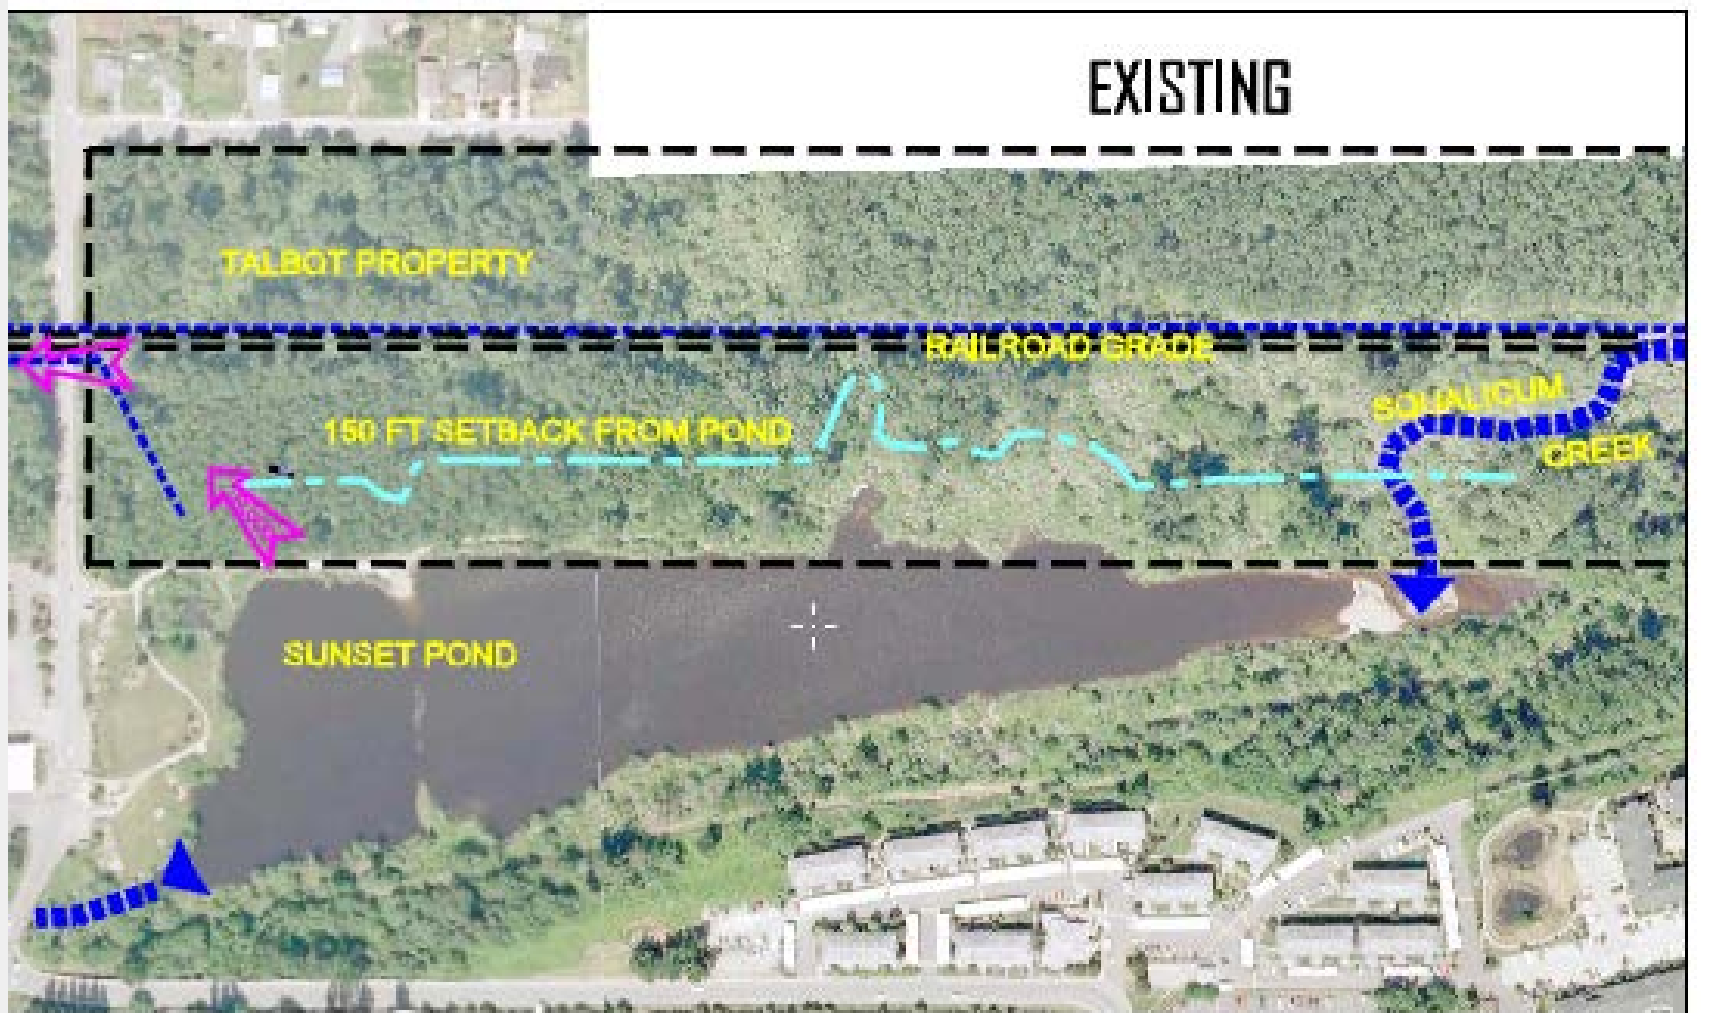 EXISTING
TALBOT PROPERTY
RAILROAD GRADE
SQUALICUM
150 FT SETBACK FROM POND
CREEK
SUNSET POND